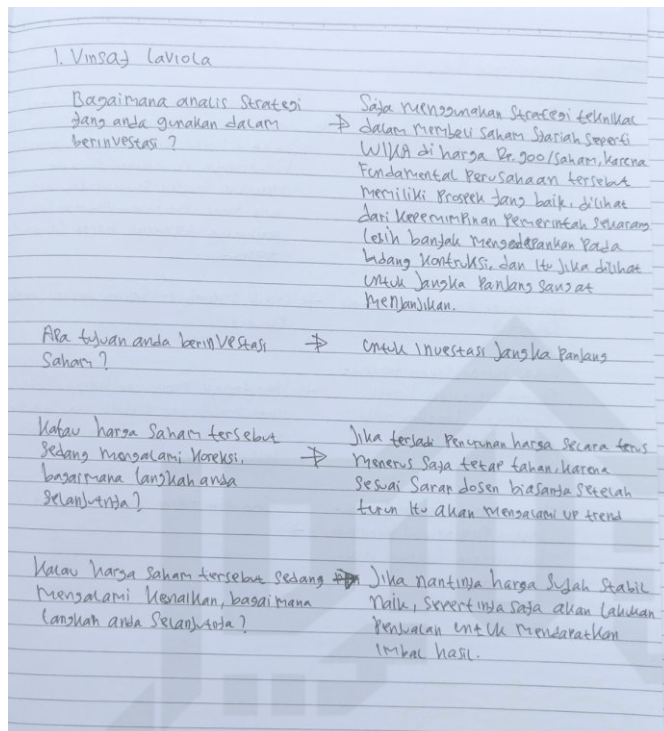 1. Vinsay Laviola
Bagaimana analis Strategi
yang anda gunakan dalam
berinvestasi ?
→ Saya menggunakan Strategi teknikal
dalam membeli saham Syariah Seperti
WIKA di harga Rp. 900/saham, karena
Fundamental Perusahaan tersebut
memiliki Prospek yang baik, dilihat
dari Kepemimpinan Pemerintah Sekarang
lebih banyak mengedepankan Pada
bidang Kontruksi, dan Itu Jika dilihat
untuk Jangka Panjang Sangat
menjanjikan.
Apa tujuan anda berinvestasi
Saham ?
→ untuk Investasi Jangka Panjang
Kalau harga Saham tersebut
Sedang mengalami Koreksi,
bagaimana langkah anda
Selanjutnya ?
→ Jika terjadi Penurunan harga Secara terus
menerus Saya tetap tahan, karena
Sesuai Saran dosen biasanya Setelah
turun Itu akan mengalami up trend
Kalau harga Saham tersebut Sedang
mengalami Kenaikan, bagaimana
langkah anda Selanjutnya ?
→ Jika nantinya harga Sudah Stabil
naik, Sepertinya Saya akan lakukan
Penjualan untuk mendapatkan
Imbal hasil.